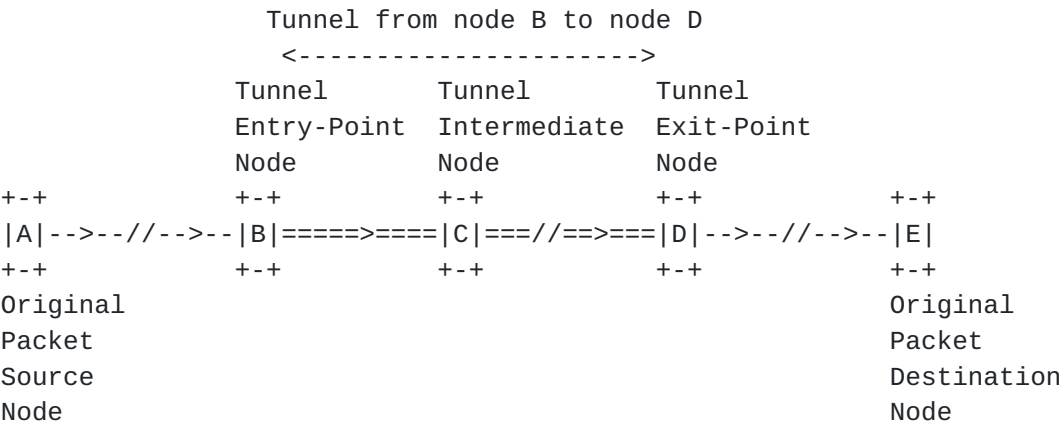 Tunnel from node B to node D
                  <---------------------->
               Tunnel       Tunnel        Tunnel
               Entry-Point  Intermediate  Exit-Point
               Node         Node          Node
+-+            +-+          +-+           +-+            +-+
|A|-->--//-->--|B|=====>====|C|===//==>===|D|-->--//-->--|E|
+-+            +-+          +-+           +-+            +-+
Original                                                 Original
Packet                                                   Packet
Source                                                   Destination
Node                                                     Node